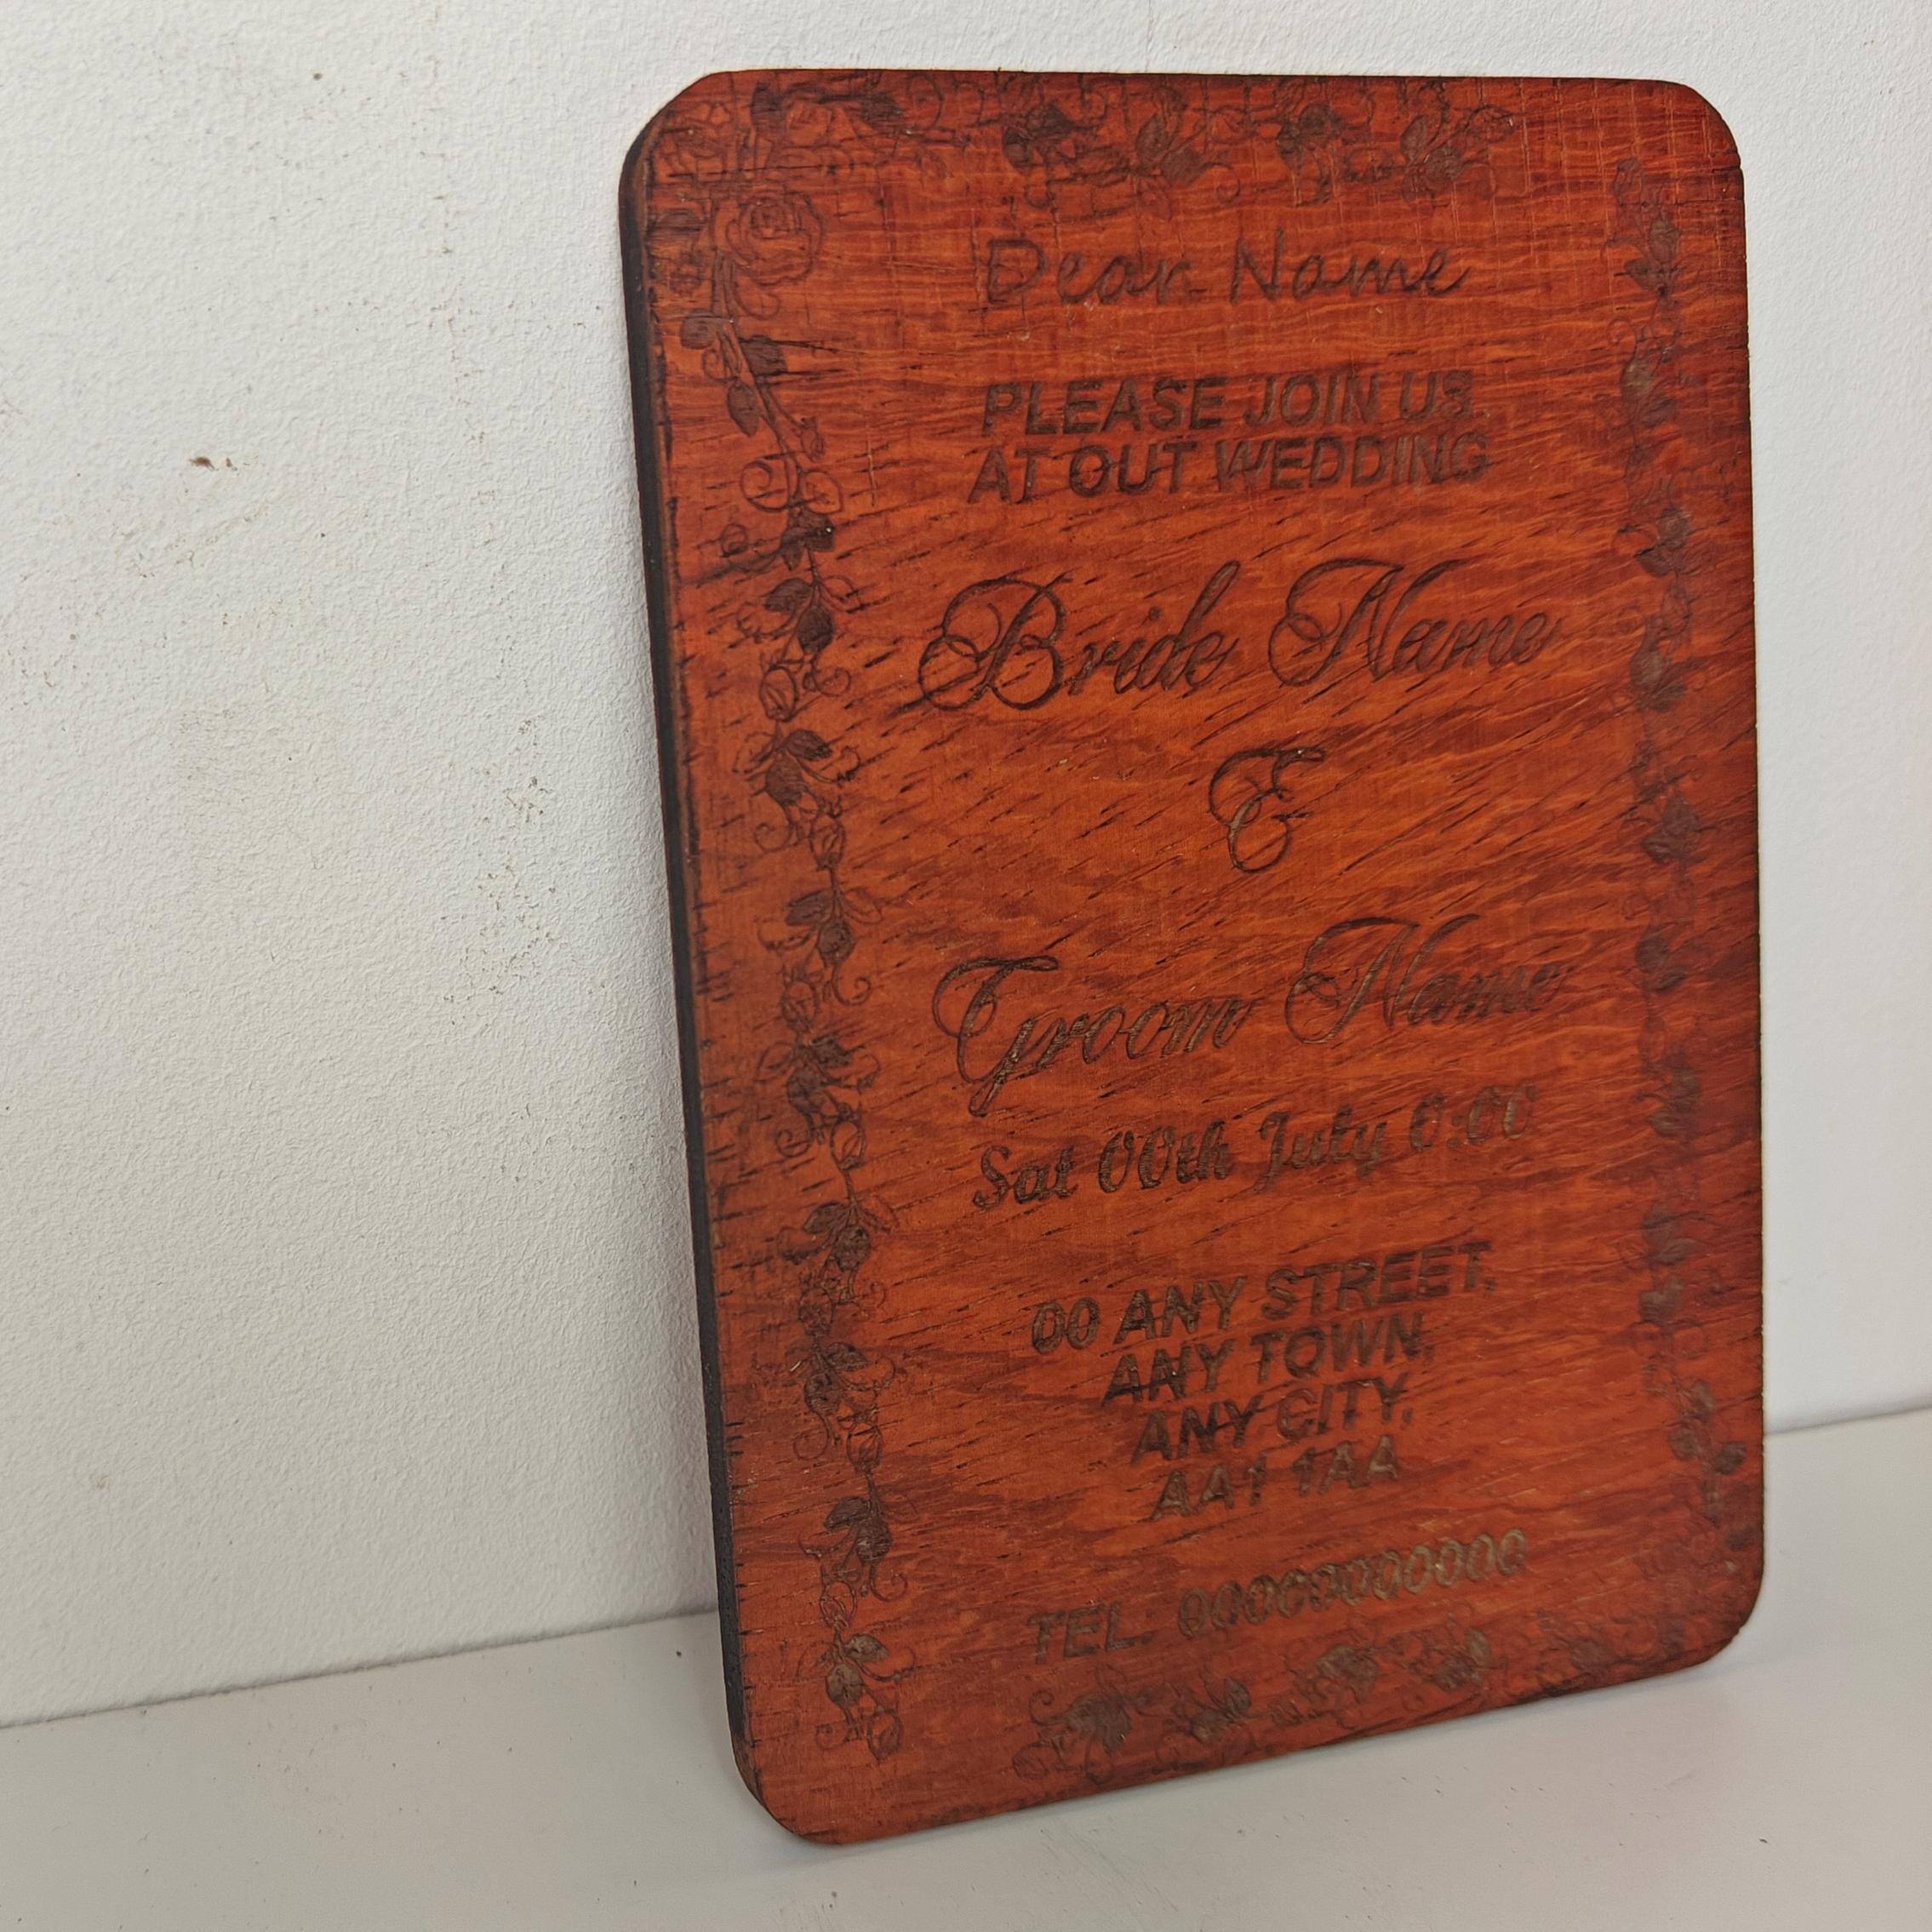 Dear Name
PLEASE JOIN US
AT OUT WEDDING
Bride Name
&
Groom Name
Sat 00th July 0:00
00 ANY STREET,
ANY TOWN,
ANY CITY,
AA1 1AA
TEL: 00000000000